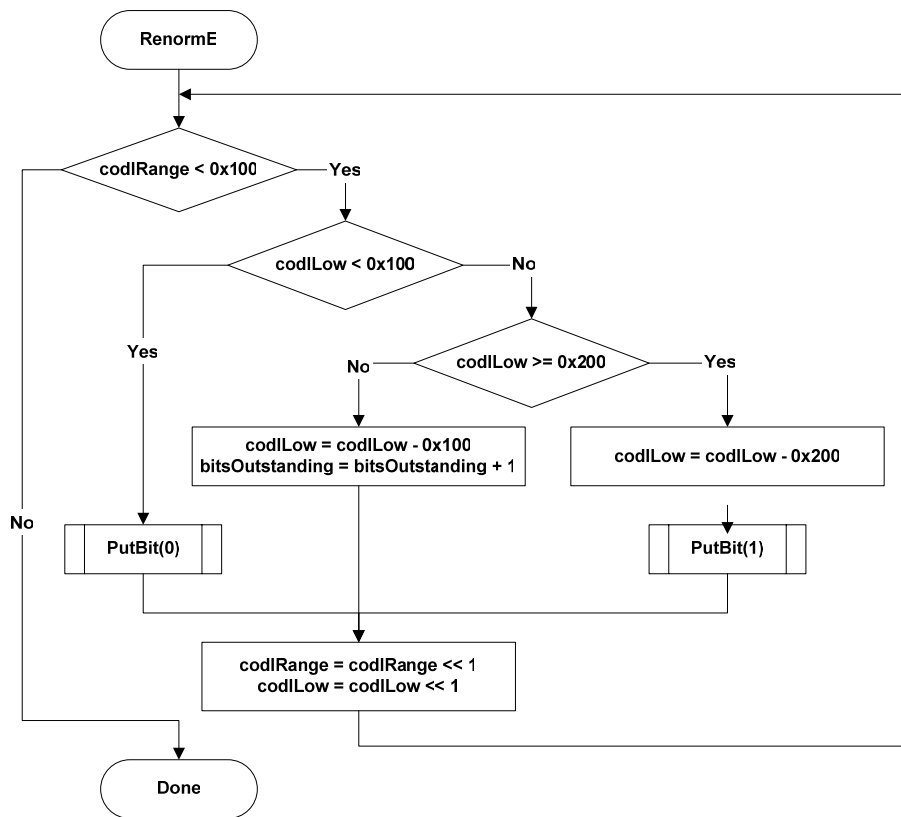 RenormE
codIRange < 0x100
Yes
codILow < 0x100
No
Yes
codILow >= 0x200
No
Yes
codILow = codILow - 0x100
bitsOutstanding = bitsOutstanding + 1
codILow = codILow - 0x200
No
PutBit(0)
PutBit(1)
codIRange = codIRange << 1
codILow = codILow << 1
Done